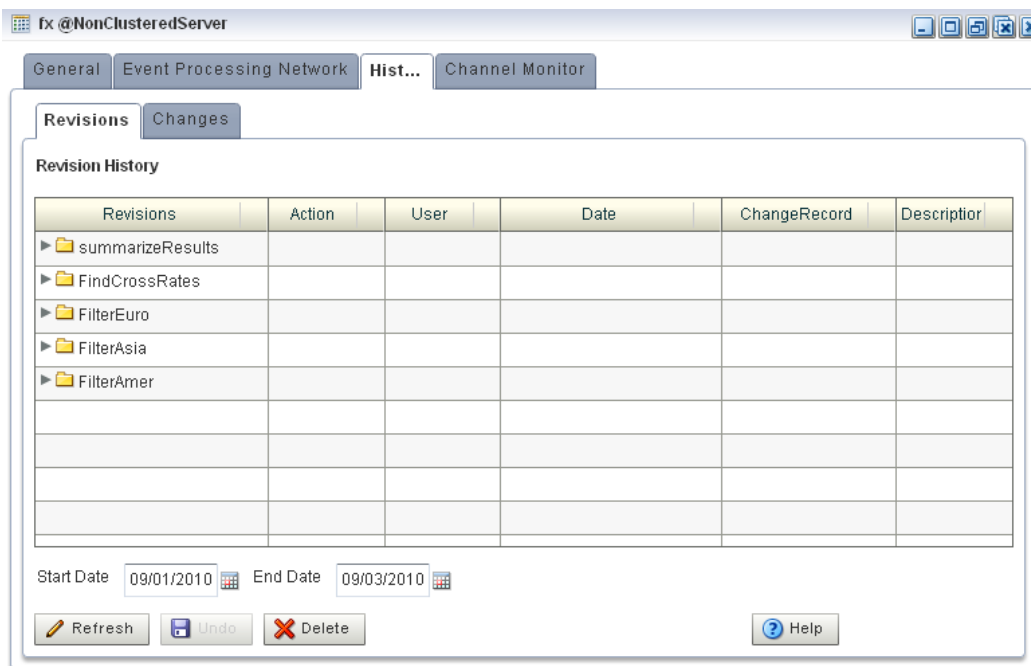 fx @NonClusteredServer
General Event Processing Network Hist... Channel Monitor
Revisions Changes
Revision History
Revisions Action User Date ChangeRecord Description
summarizeResults
FindCrossRates
FilterEuro
FilterAsia
FilterAmer
Start Date 09/01/2010 End Date 09/03/2010
Refresh Undo Delete Help